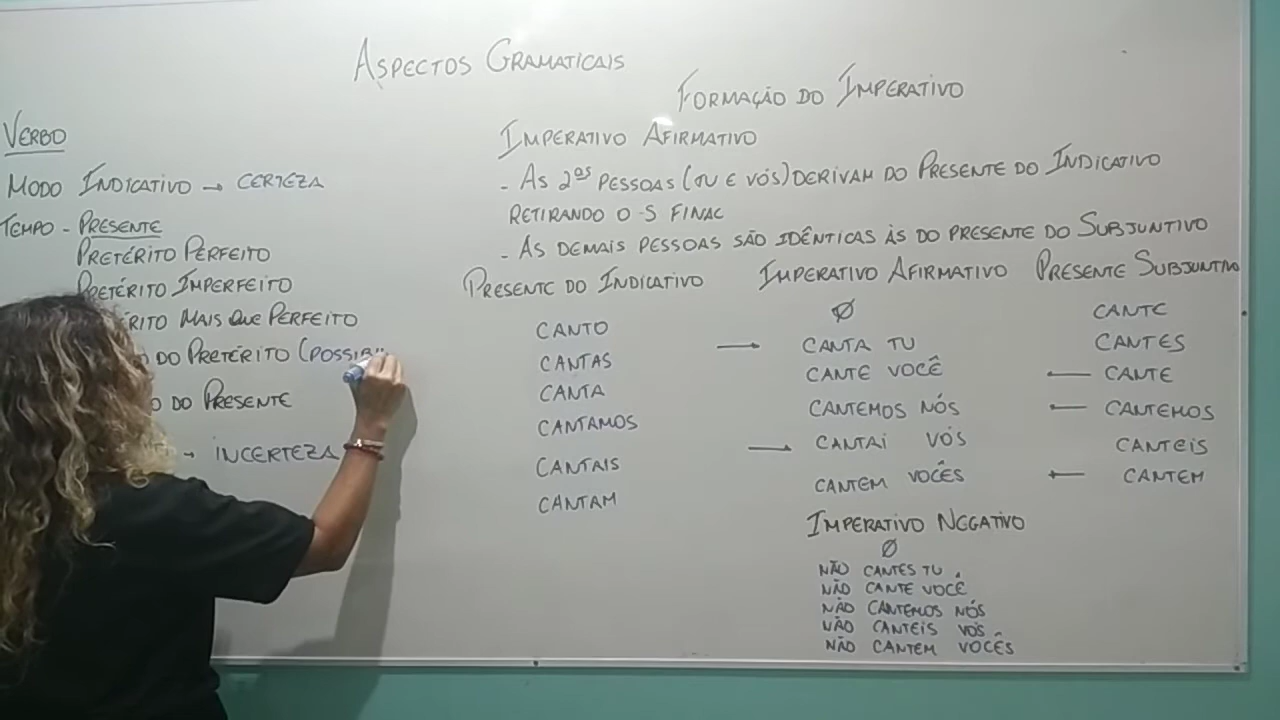 ASPECTOS GRAMATICAIS
VERBO
MODO INDICATIVO → CERTEZA
TEMPO - PRESENTE
PRETÉRITO PERFEITO
PRETÉRITO IMPERFEITO
RITO MAIS QUE PERFEITO
DO PRETÉRITO (POSSIB
O DO PRESENTE
→ INCERTEZA
FORMAÇÃO DO IMPERATIVO
IMPERATIVO AFIRMATIVO
- AS 2ªS PESSOAS (TU E VÓS) DERIVAM DO PRESENTE DO INDICATIVO
RETIRANDO O -S FINAL
- AS DEMAIS PESSOAS SÃO IDÊNTICAS ÀS DO PRESENTE DO SUBJUNTIVO
PRESENTE DO INDICATIVO
CANTO
CANTAS
CANTA
CANTAMOS
CANTAIS
CANTAM
IMPERATIVO AFIRMATIVO
Ø
→ CANTA TU
CANTE VOCÊ
CANTEMOS NÓS
→ CANTAI VÓS
CANTEM VOCÊS
PRESENTE SUBJUNTIVO
CANTE
CANTES
← CANTE
← CANTEMOS
CANTEIS
← CANTEM
IMPERATIVO NEGATIVO
Ø
NÃO CANTES TU
NÃO CANTE VOCÊ
NÃO CANTEMOS NÓS
NÃO CANTEIS VÓS
NÃO CANTEM VOCÊS